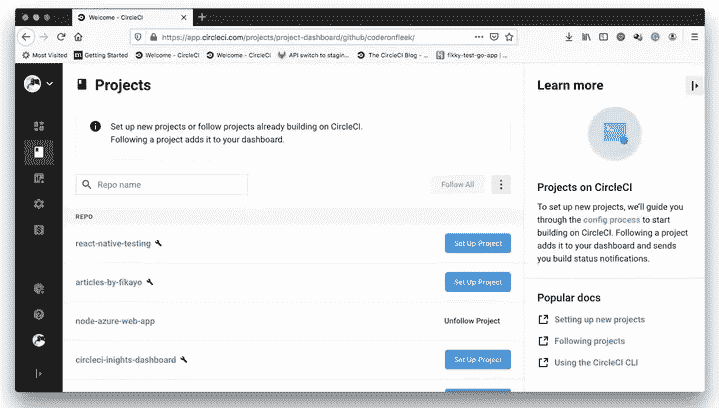 Welcome - CircleCI
https://app.circleci.com/projects/project-dashboard/github/coderonfleek/
Most Visited
Getting Started
Welcome - CircleCI
Welcome - CircleCI
API switch to stagin...
The CircleCI Blog - ...
fikky-test-go-app | ...
Projects
Set up new projects or follow projects already building on CircleCI.
Following a project adds it to your dashboard.
Repo name
Follow All
REPO
react-native-testing
Set Up Project
articles-by-fikayo
Set Up Project
node-azure-web-app
Unfollow Project
circleci-inights-dashboard
Set Up Project
Learn more
Projects on CircleCI
To set up new projects, we'll guide you
through the config process to start
building on CircleCI. Following a project
adds it to your dashboard and sends
you build status notifications.
Popular docs
Setting up new projects
Following projects
Using the CircleCI CLI